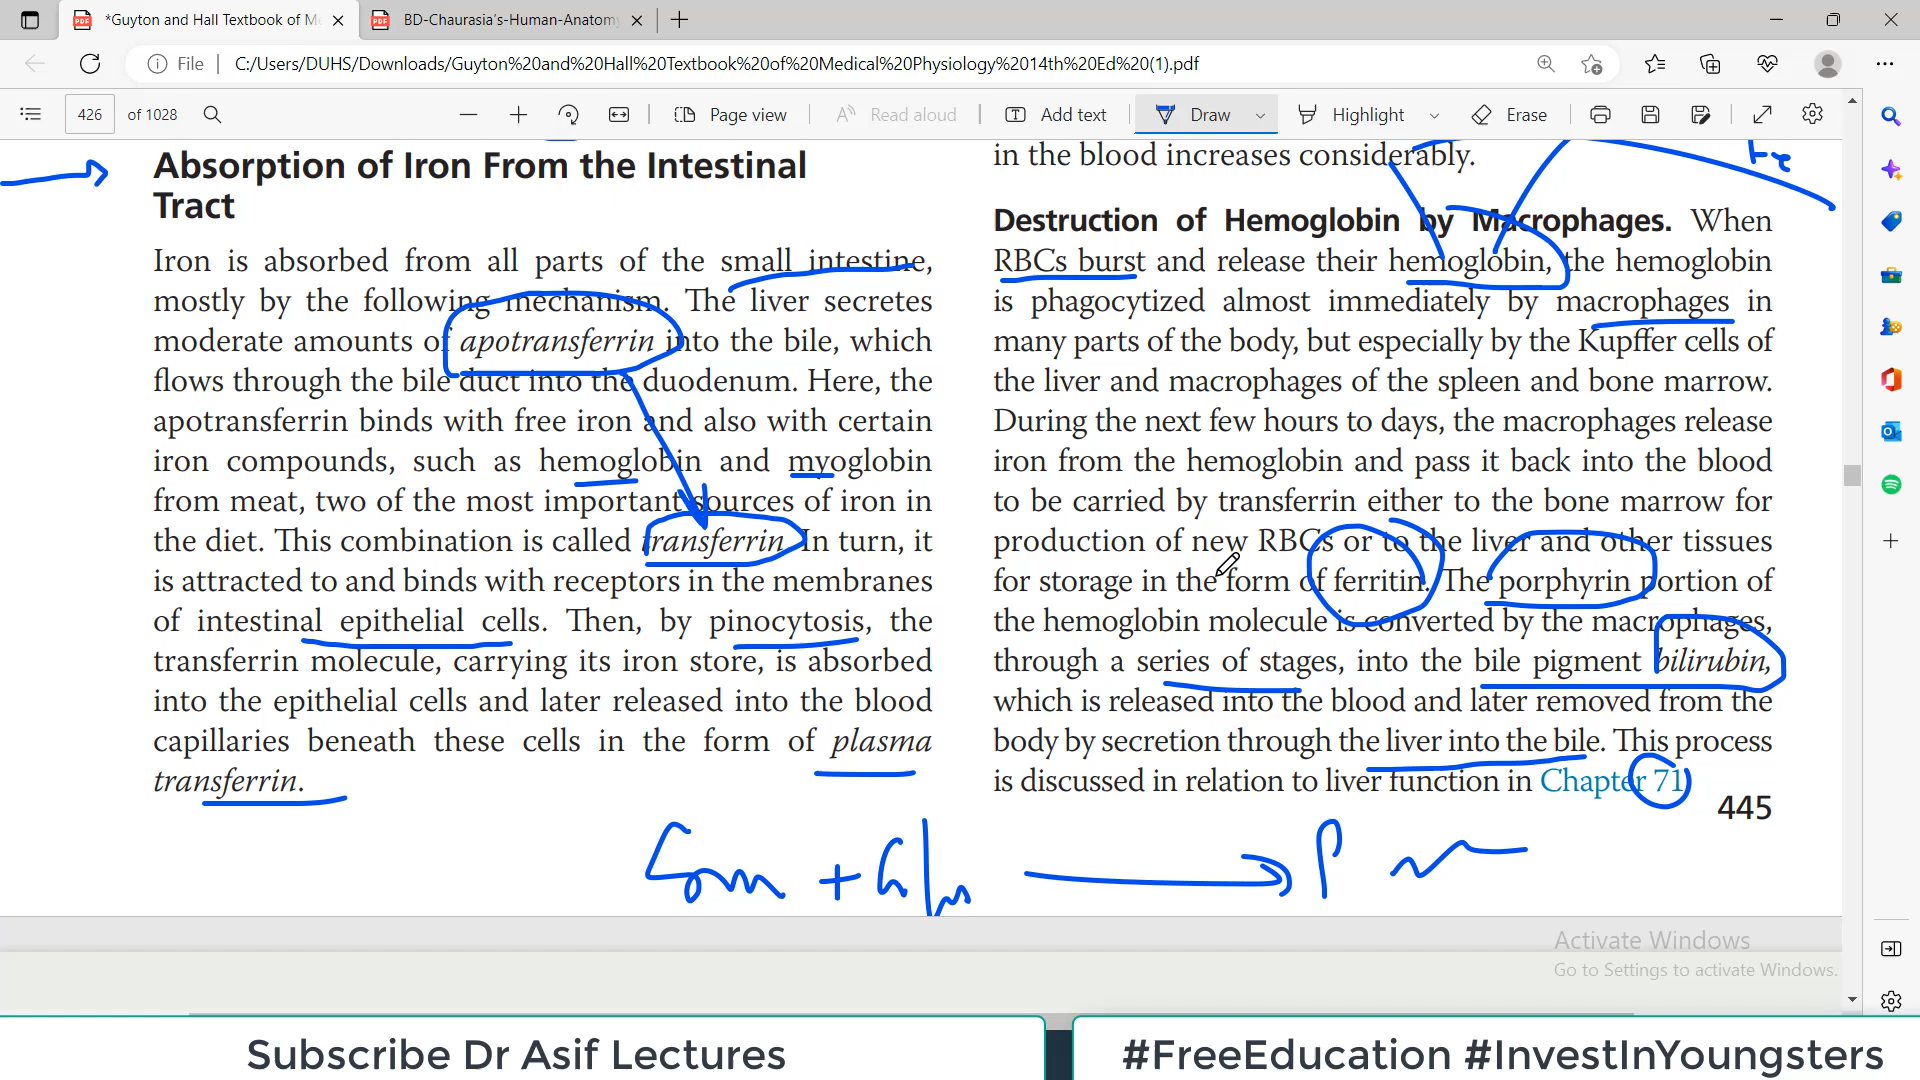 *Guyton and Hall Textbook of M
BD-Chaurasia's-Human-Anatomy
File
C:/Users/DUHS/Downloads/Guyton%20and%20Hall%20Textbook%20of%20Medical%20Physiology%2014th%20Ed%20(1).pdf
426 of 1028
Page view
Read aloud
Add text
Draw
Highlight
Erase
Absorption of Iron From the Intestinal
Tract
Iron is absorbed from all parts of the small intestine,
mostly by the following mechanism. The liver secretes
moderate amounts of apotransferrin into the bile, which
flows through the bile duct into the duodenum. Here, the
apotransferrin binds with free iron and also with certain
iron compounds, such as hemoglobin and myoglobin
from meat, two of the most important sources of iron in
the diet. This combination is called transferrin. In turn, it
is attracted to and binds with receptors in the membranes
of intestinal epithelial cells. Then, by pinocytosis, the
transferrin molecule, carrying its iron store, is absorbed
into the epithelial cells and later released into the blood
capillaries beneath these cells in the form of plasma
transferrin.
in the blood increases considerably.
Destruction of Hemoglobin by Macrophages. When
RBCs burst and release their hemoglobin, the hemoglobin
is phagocytized almost immediately by macrophages in
many parts of the body, but especially by the Kupffer cells of
the liver and macrophages of the spleen and bone marrow.
During the next few hours to days, the macrophages release
iron from the hemoglobin and pass it back into the blood
to be carried by transferrin either to the bone marrow for
production of new RBCs or to the liver and other tissues
for storage in the form of ferritin. The porphyrin portion of
the hemoglobin molecule is converted by the macrophages,
through a series of stages, into the bile pigment bilirubin,
which is released into the blood and later removed from the
body by secretion through the liver into the bile. This process
is discussed in relation to liver function in Chapter 71
445
Activate Windows
Go to Settings to activate Windows.
Subscribe Dr Asif Lectures
#FreeEducation #InvestInYoungsters